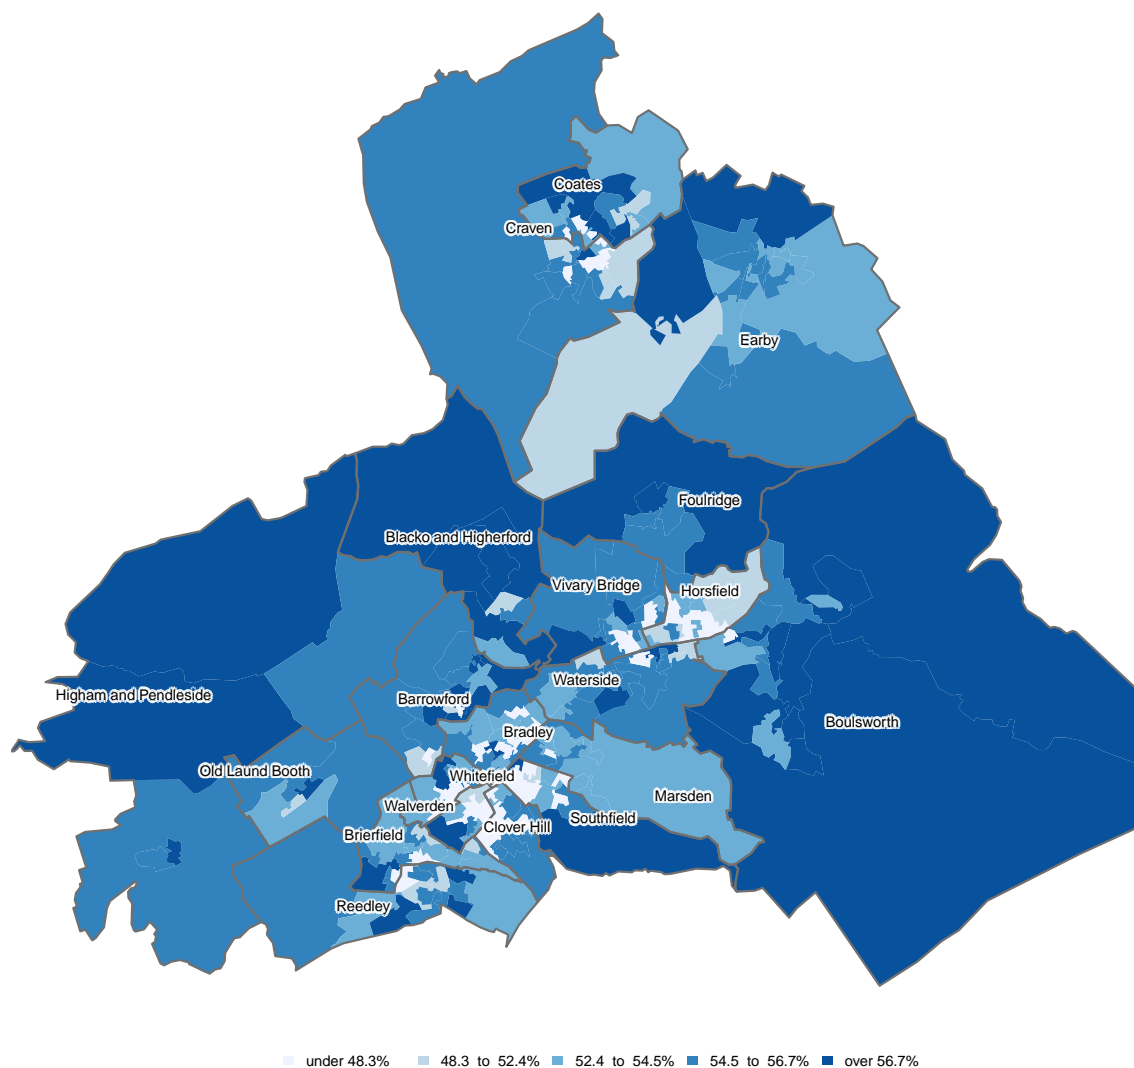 Coates
Craven
Earby
Foulridge
Blacko and Higherford
Vivary Bridge
Horsfield
Waterside
Higham and Pendleside
Barrowford
Boulsworth
Bradley
Old Laund Booth
Whitefield
Marsden
Walverden
Southfield
Clover Hill
Brierfield
Reedley
under 48.3% 48.3 to 52.4% 52.4 to 54.5% 54.5 to 56.7% over 56.7%